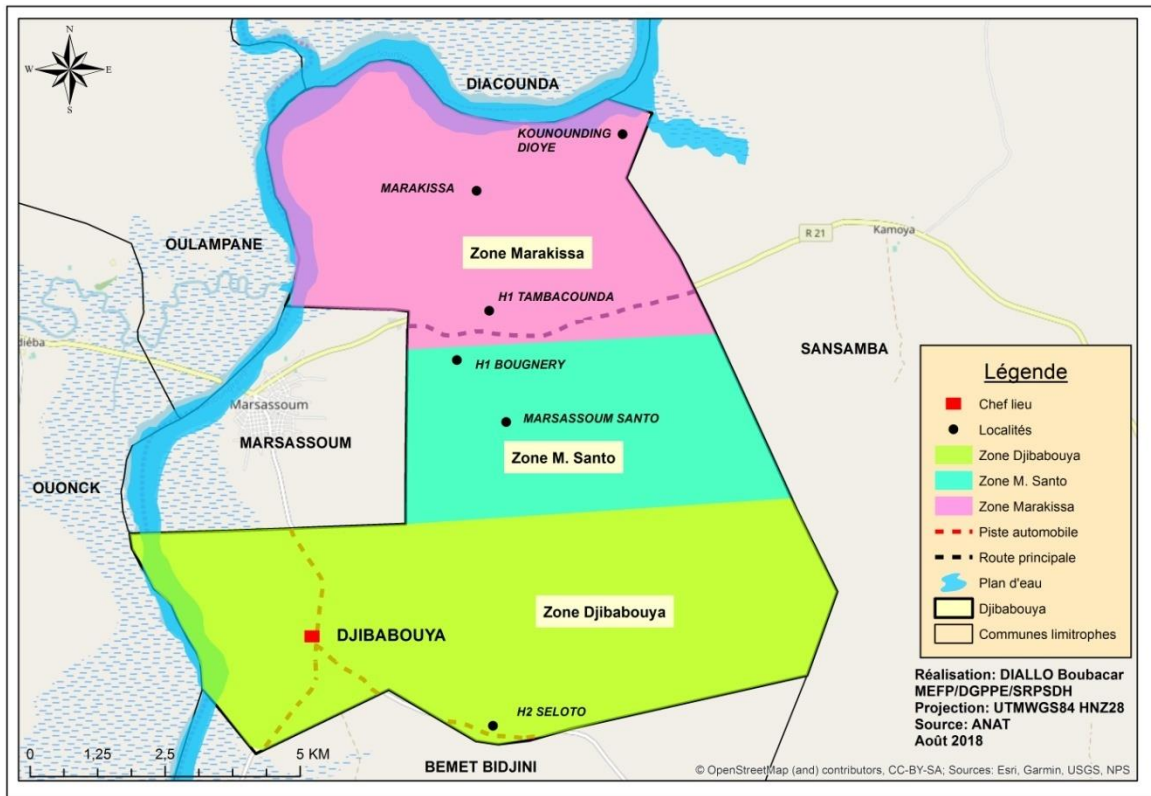 N
W
E
S
DIACOUNDA
KOUNOUNDING
DIOYE
MARAKISSA
OULAMPANE
Zone Marakissa
R 21
Kamoya
H1 TAMBACOUNDA
diéba
SANSAMBA
H1 BOUGNERY
Marsassoum
MARSASSOUM SANTO
MARSASSOUM
Zone M. Santo
OUONCK
Zone Djibabouya
DJIBABOUYA
H2 SELOTO
BEMET BIDJINI
0 1,25 2,5 5 KM
Légende
Chef lieu
Localités
Zone Djibabouya
Zone M. Santo
Zone Marakissa
Piste automobile
Route principale
Plan d'eau
Djibabouya
Communes limitrophes
Réalisation: DIALLO Boubacar
MEFP/DGPPE/SRPSDH
Projection: UTMWGS84 HNZ28
Source: ANAT
Août 2018
© OpenStreetMap (and) contributors, CC-BY-SA; Sources: Esri, Garmin, USGS, NPS